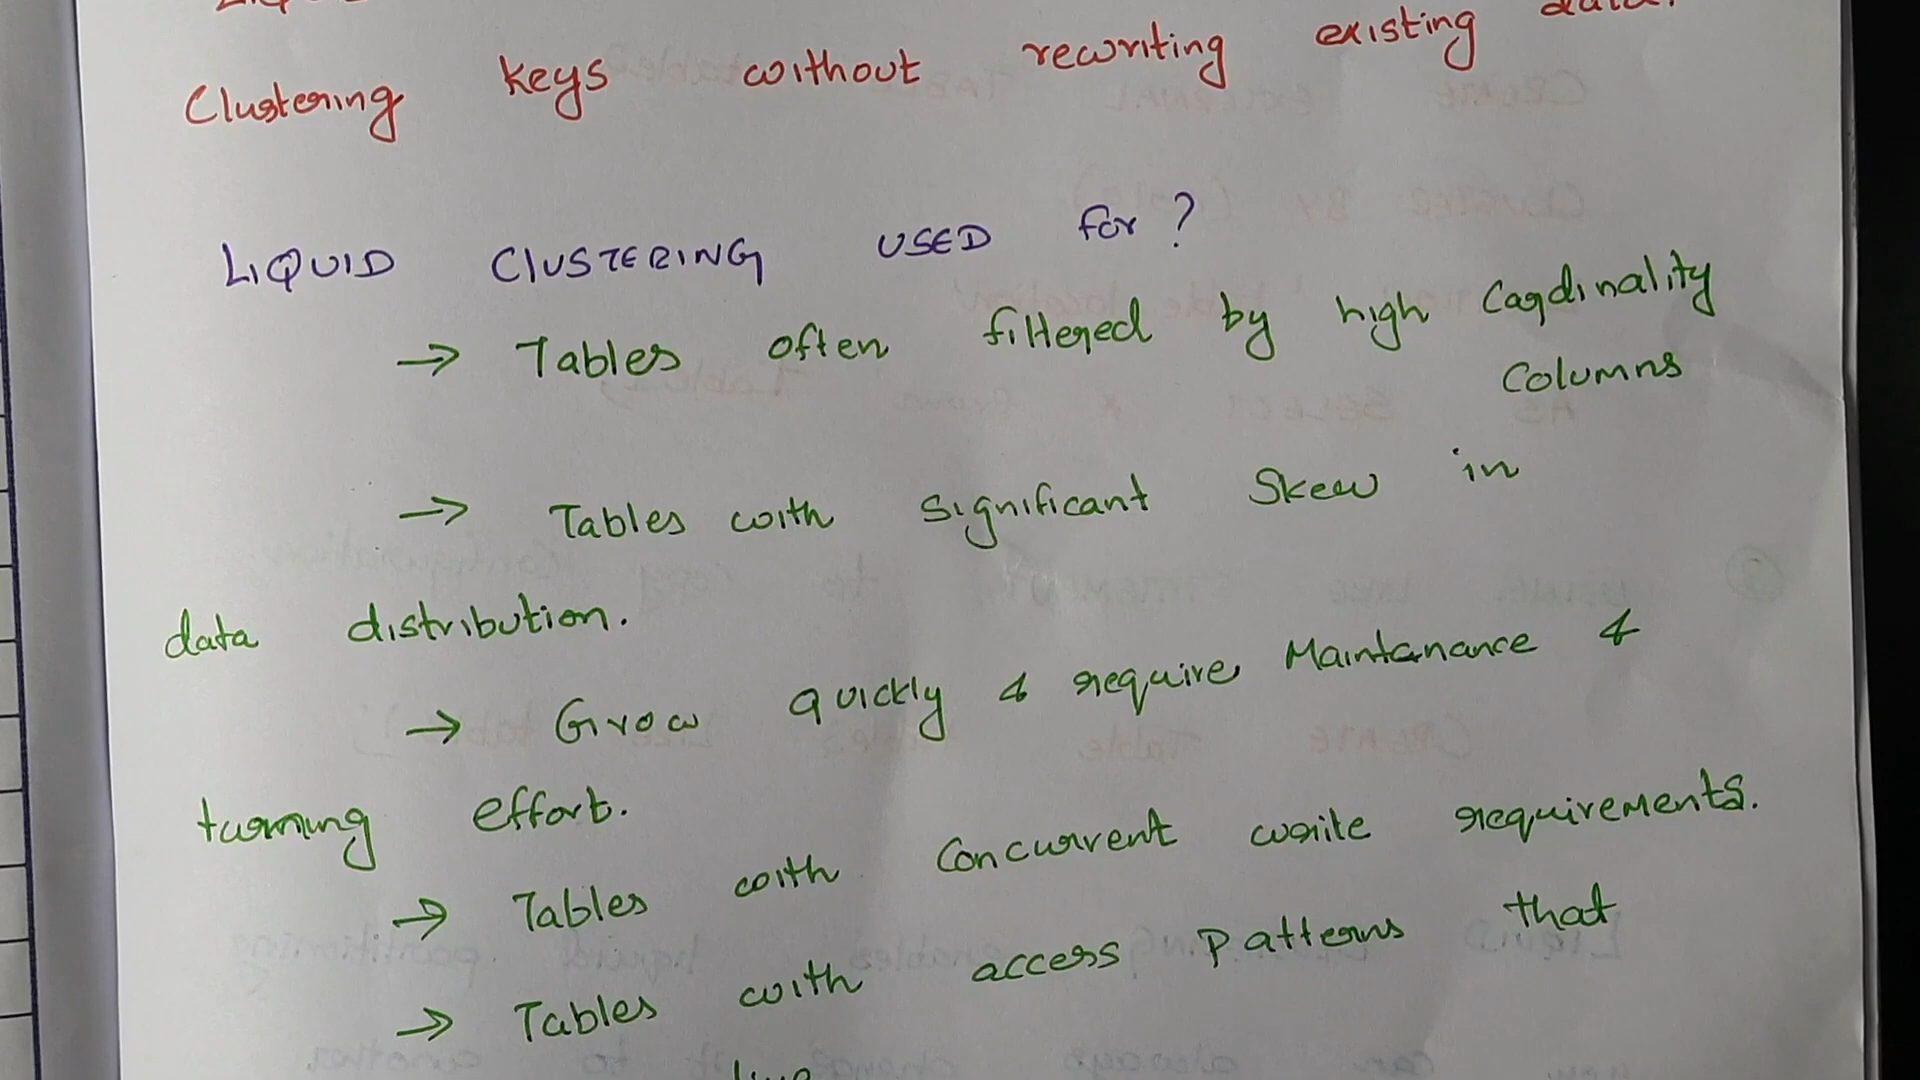 Clustering keys without rewriting existing data.
LIQUID CLUSTERING USED for ?
→ Tables often filtered by high Cardinality
Columns
→ Tables with significant Skew in
data distribution.
→ Grow quickly & require Maintanance &
turning effort.
→ Tables with Concurrent write requirements.
→ Tables with access patterns that